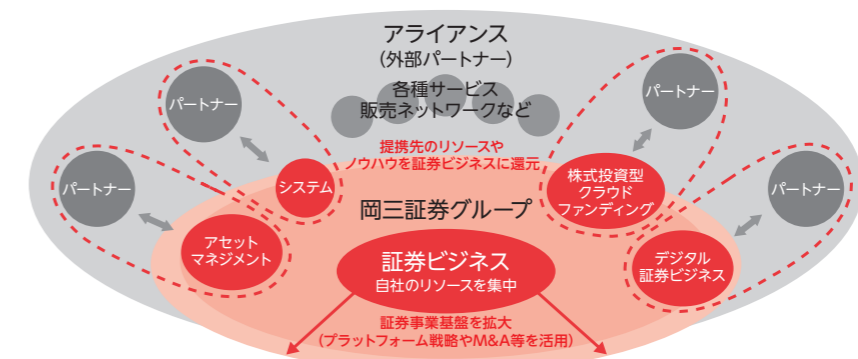 アライアンス
(外部パートナー)
各種サービス
販売ネットワークなど
パートナー
パートナー
パートナー
パートナー
提携先のリソースや
ノウハウを証券ビジネスに還元
システム
株式投資型
クラウド
ファンディング
岡三証券グループ
アセット
マネジメント
デジタル
証券ビジネス
証券ビジネス
自社のリソースを集中
証券事業基盤を拡大
(プラットフォーム戦略やM&A等を活用)